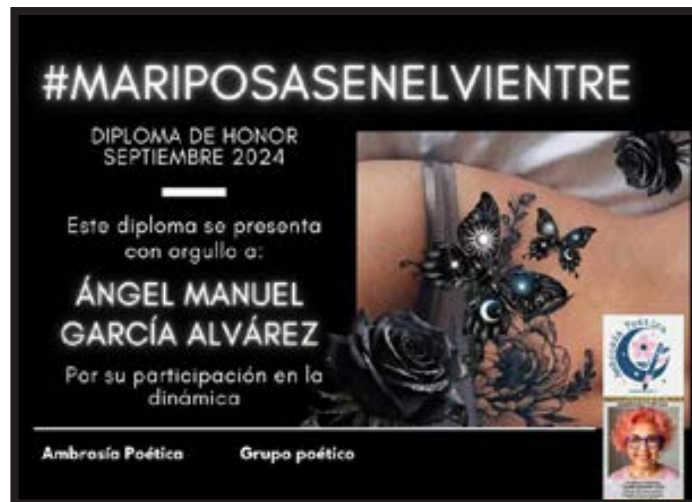 #MARIPOSASENELVIENTRE
DIPLOMA DE HONOR
SEPTIEMBRE 2024
Este diploma se presenta
con orgullo a:
ÁNGEL MANUEL
GARCÍA ALVÁREZ
Por su participación en la
dinámica
Ambrosía Poética Grupo poético